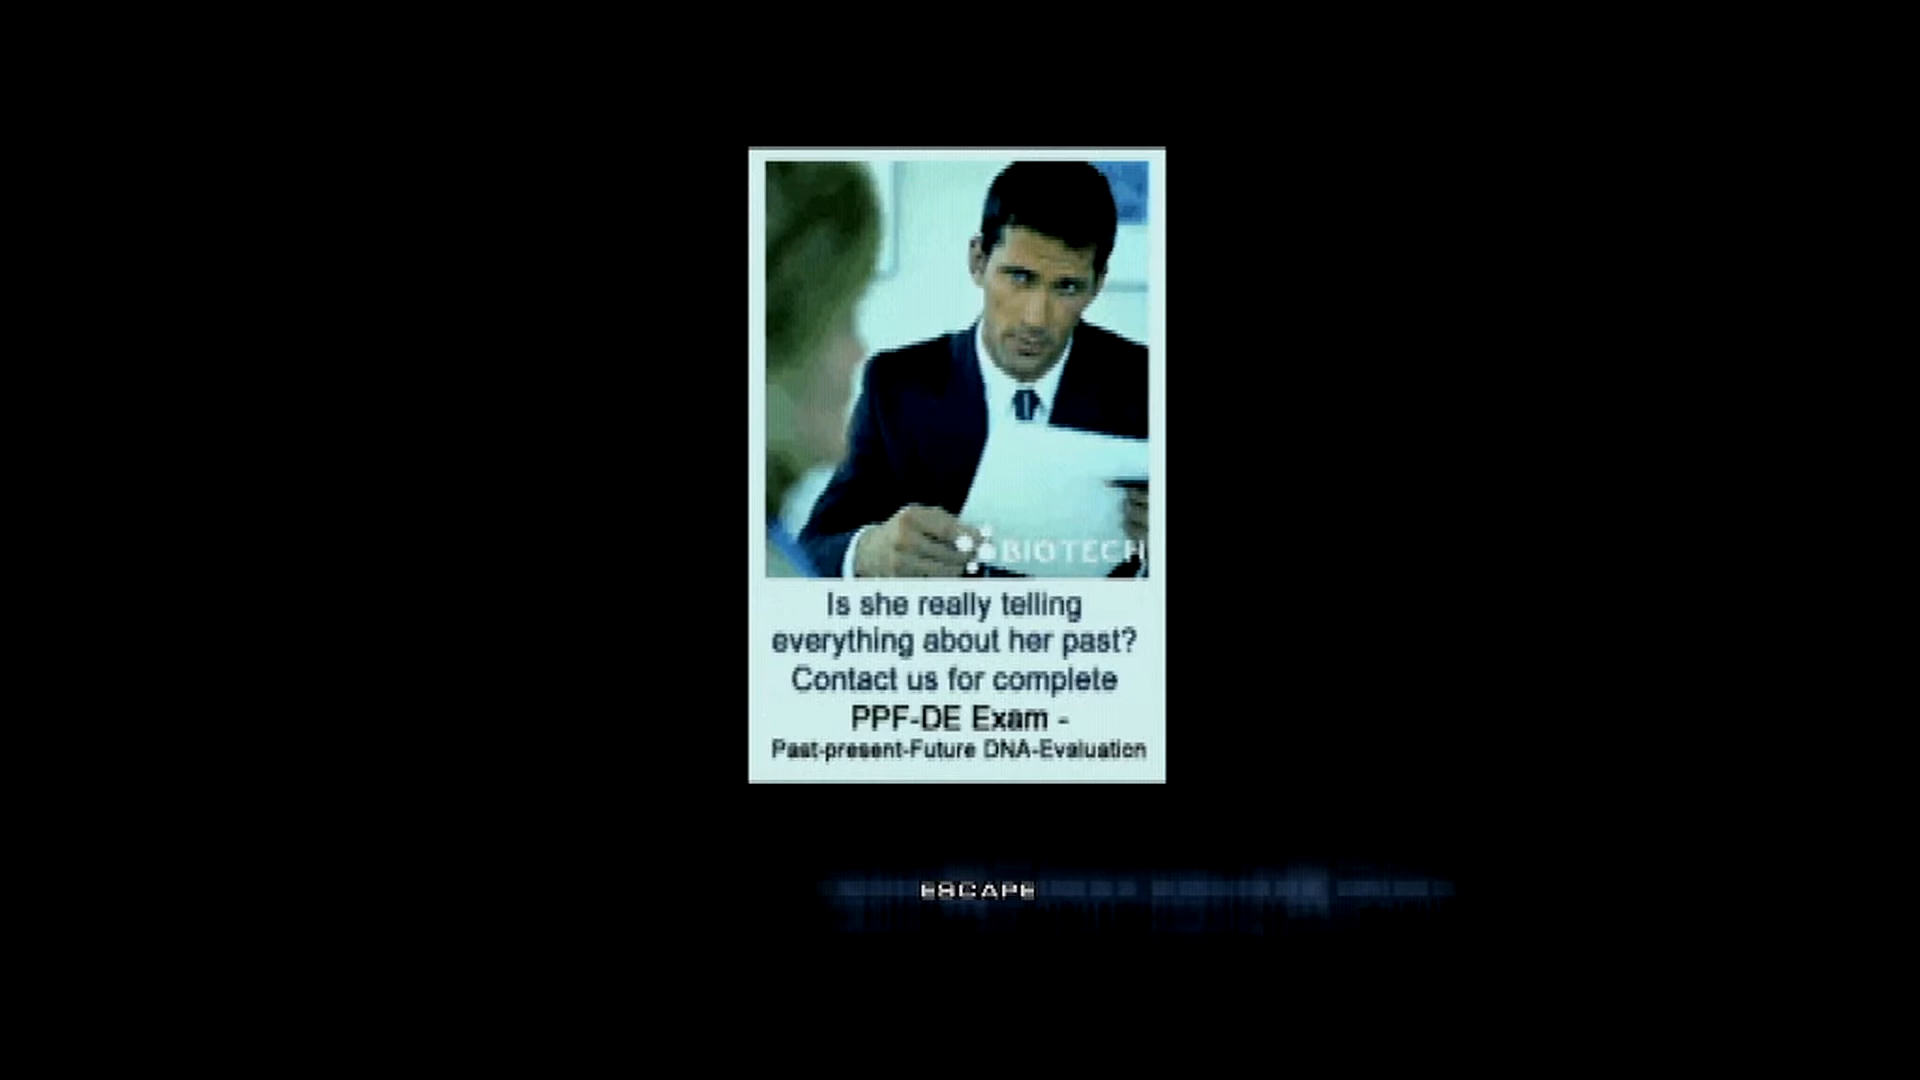 BIOTECH
Is she really telling
everything about her past?
Contact us for complete
PPF-DE Exam -
Past-present-Future DNA-Evaluation
ESCAPE